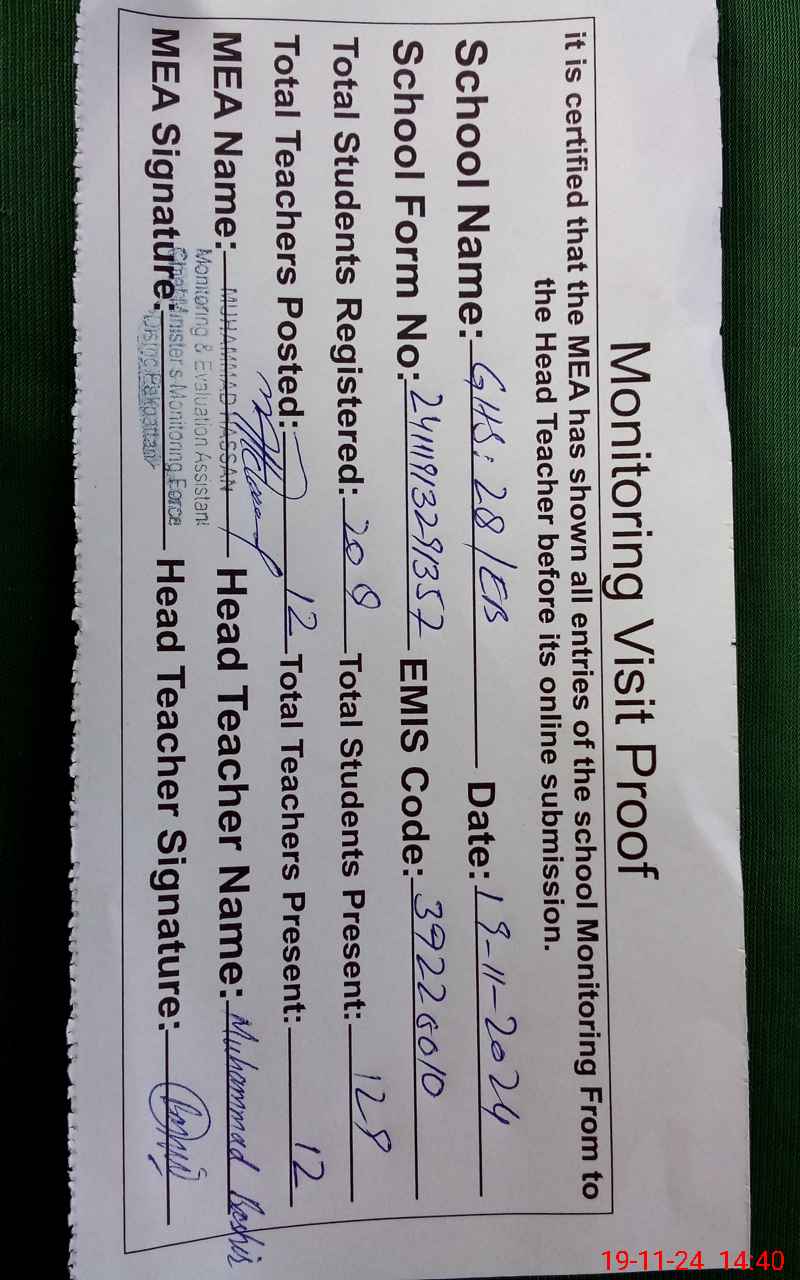 Monitoring Visit Proof
it is certified that the MEA has shown all entries of the school Monitoring From to
the Head Teacher before its online submission.
School Name: GHS: 28/EB Date: 19-11-2024
School Form No: EMIS Code: 39220010
Total Students Registered: 208 Total Students Present: 128
Total Teachers Posted: 12 Total Teachers Present: 12
MEA Name: MUHAMMAD HASSAN Head Teacher Name: Muhammad Bashir
Monitoring & Evaluation Assistant
MEA Signature: Chief Minister's Monitoring Force Head Teacher Signature:
Distt: Pakpattan
19-11-24 14:40